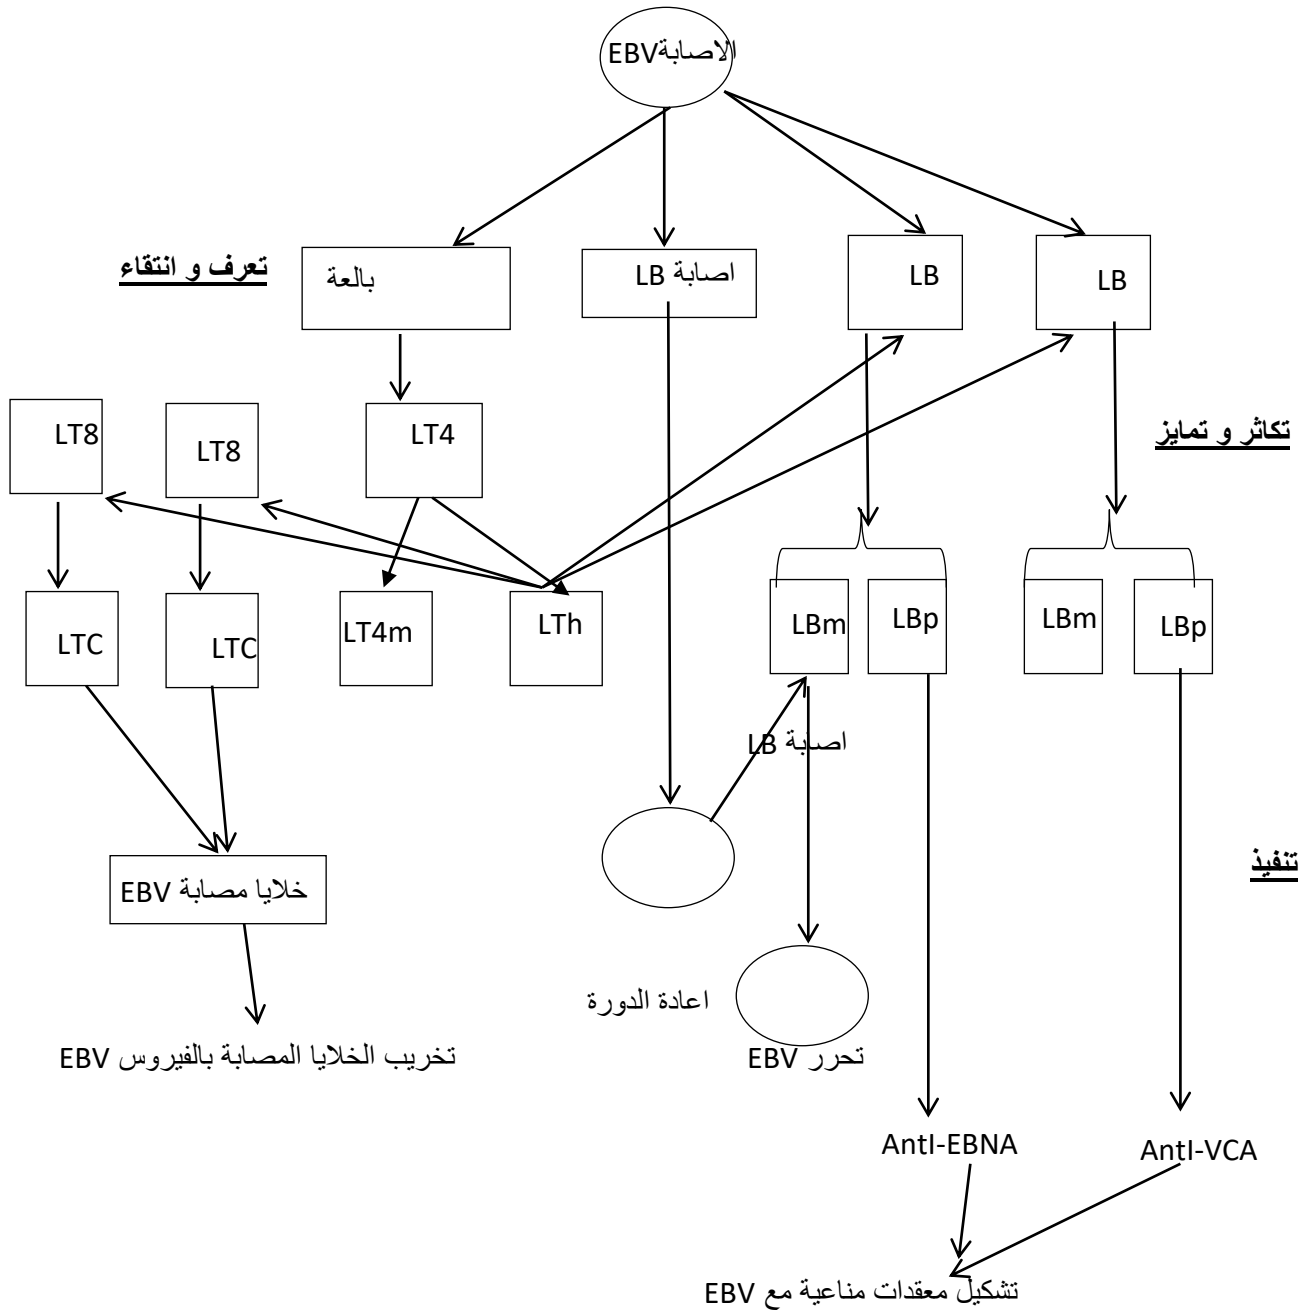 الاصابةEBV
تعرف و انتقاء
بالعة
اصابة LB
LB
LB
تكاثر و تمايز
LT8
LT8
LT4
LTC
LTC
LT4m
LTh
LBm
LBp
LBm
LBp
اصابة LB
تنفيذ
خلايا مصابة EBV
اعادة الدورة
تحرر EBV
تخريب الخلايا المصابة بالفيروس EBV
AntI-EBNA
AntI-VCA
تشكيل معقدات مناعية مع EBV